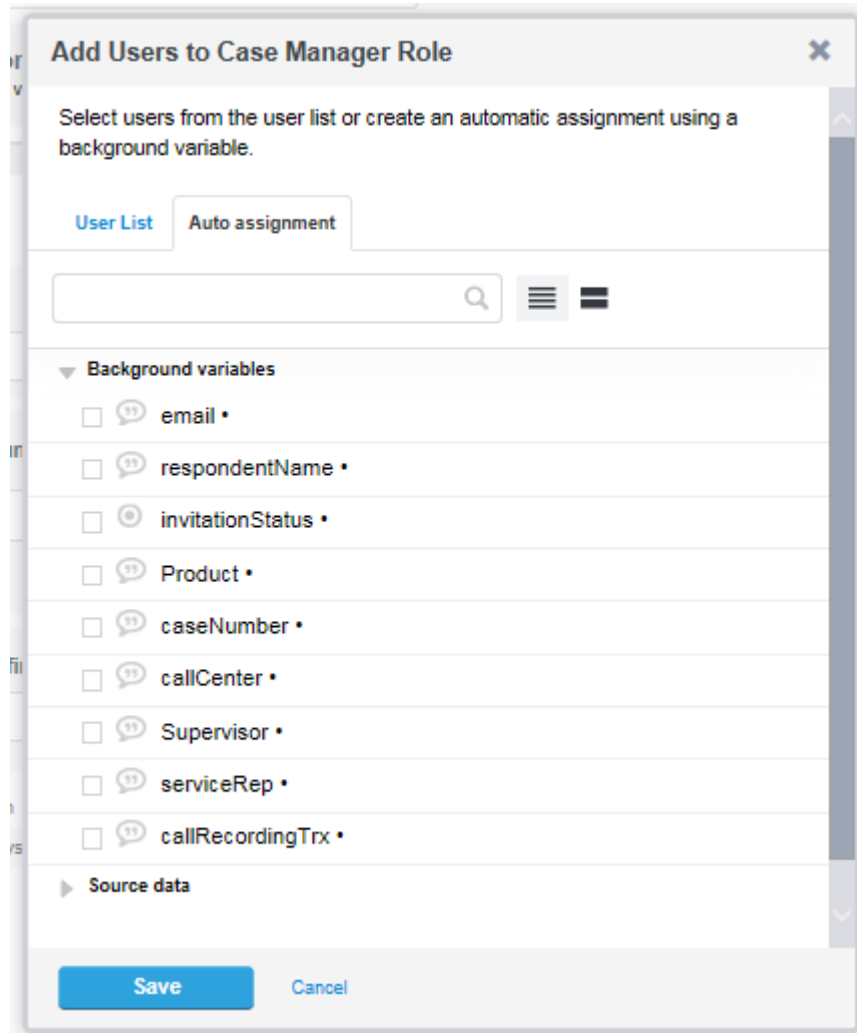 Add Users to Case Manager Role
Select users from the user list or create an automatic assignment using a
background variable.
User List
Auto assignment
Background variables
email •
respondentName •
invitationStatus •
Product •
caseNumber •
callCenter •
Supervisor •
serviceRep •
callRecordingTrx •
Source data
Save
Cancel